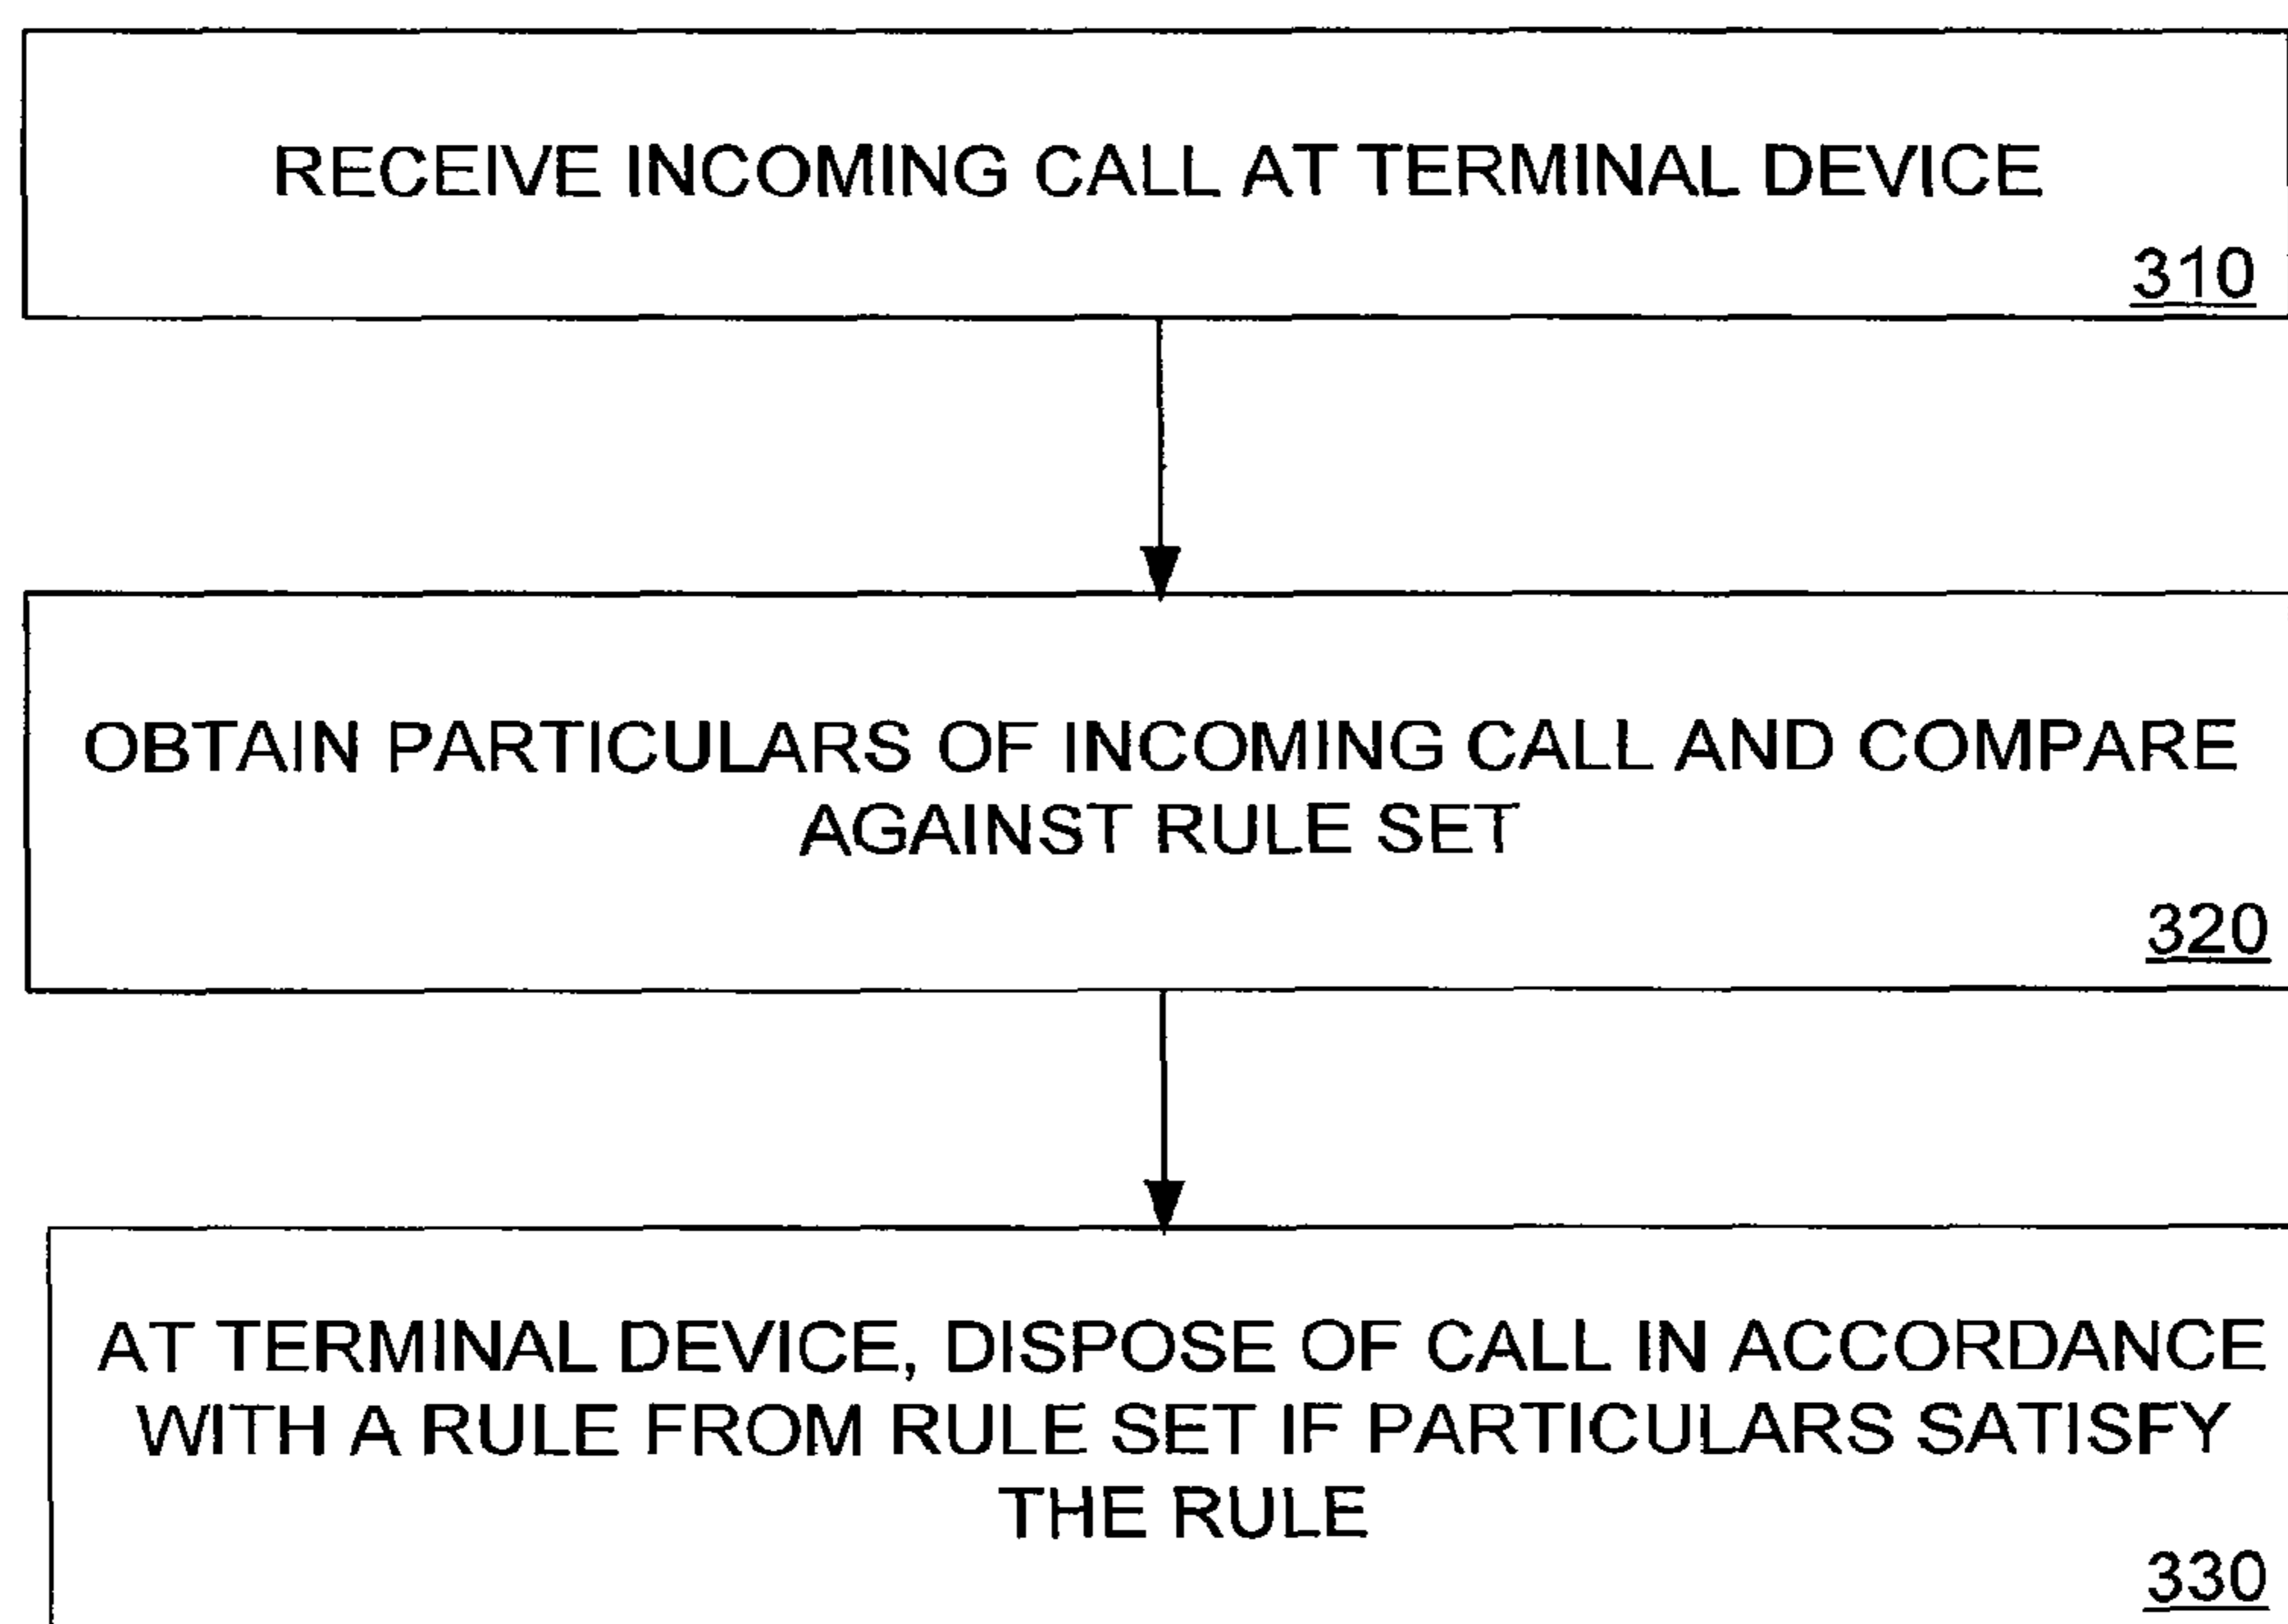 RECEIVE INCOMING CALL AT TERMINAL DEVICE
310
OBTAIN PARTICULARS OF INCOMING CALL AND COMPARE
AGAINST RULE SET
320
AT TERMINAL DEVICE, DISPOSE OF CALL IN ACCORDANCE
WITH A RULE FROM RULE SET IF PARTICULARS SATISFY
THE RULE
330